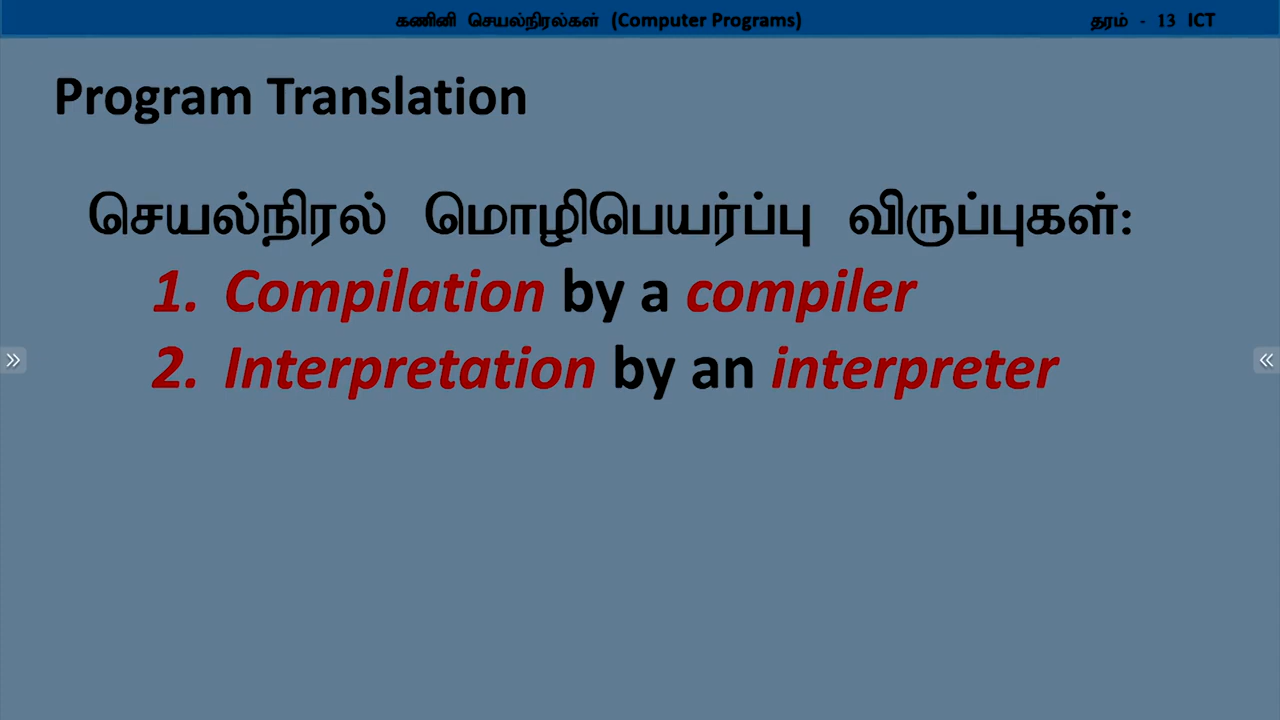 கணினி செயல்நிரல்கள் (Computer Programs)
தரம் - 13 ICT
Program Translation
செயல்நிரல் மொழிபெயர்ப்பு விருப்புகள்:
1. Compilation by a compiler
2. Interpretation by an interpreter